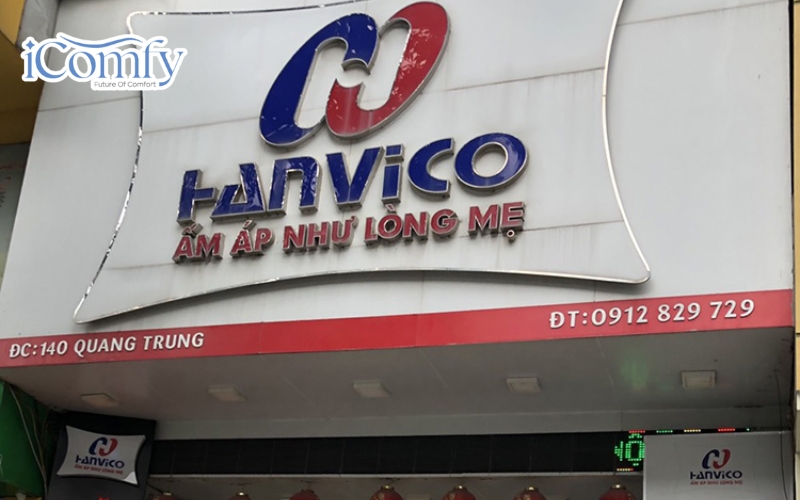 iComfy
Future Of Comfort
HANVICO
ẤM ÁP NHƯ LÒNG MẸ
ĐC:140 QUANG TRUNG
ĐT:0912 829 729
HANVICO
ẤM ÁP NHƯ LÒNG MẸ
HANVICO
ẤM ÁP NHƯ LÒNG MẸ